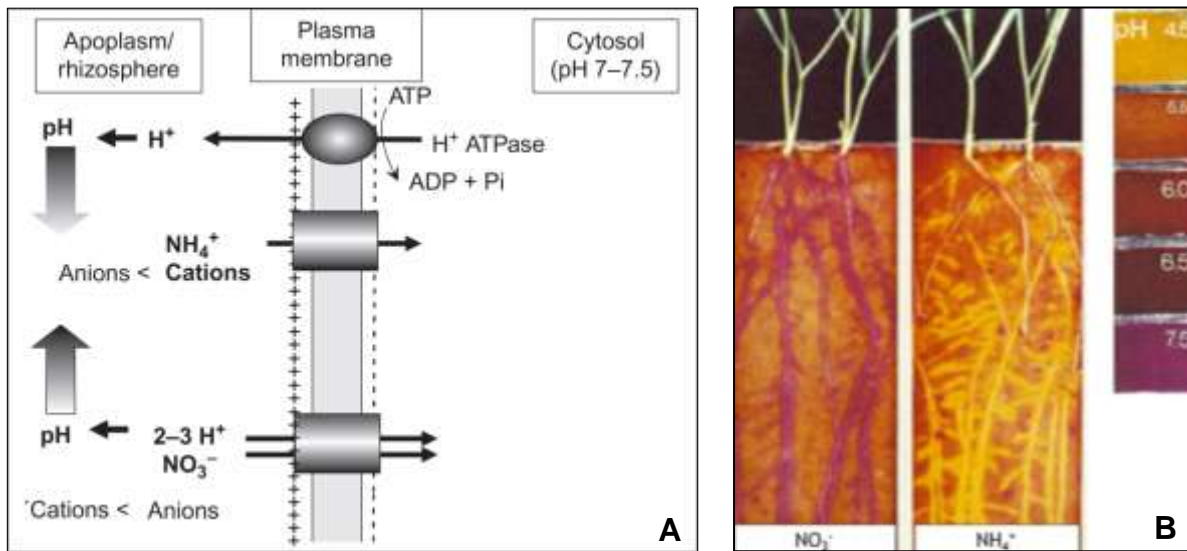 Apoplasm/
rhizosphere
Plasma
membrane
Cytosol
(pH 7–7.5)
ATP
pH
H⁺
H⁺ ATPase
ADP + Pi
NH₄⁺
Anions < Cations
pH
2–3 H⁺
NO₃⁻
Cations < Anions
A
pH 4.5
6.0
6.5
7.5
NO₃⁻
NH₄⁺
B